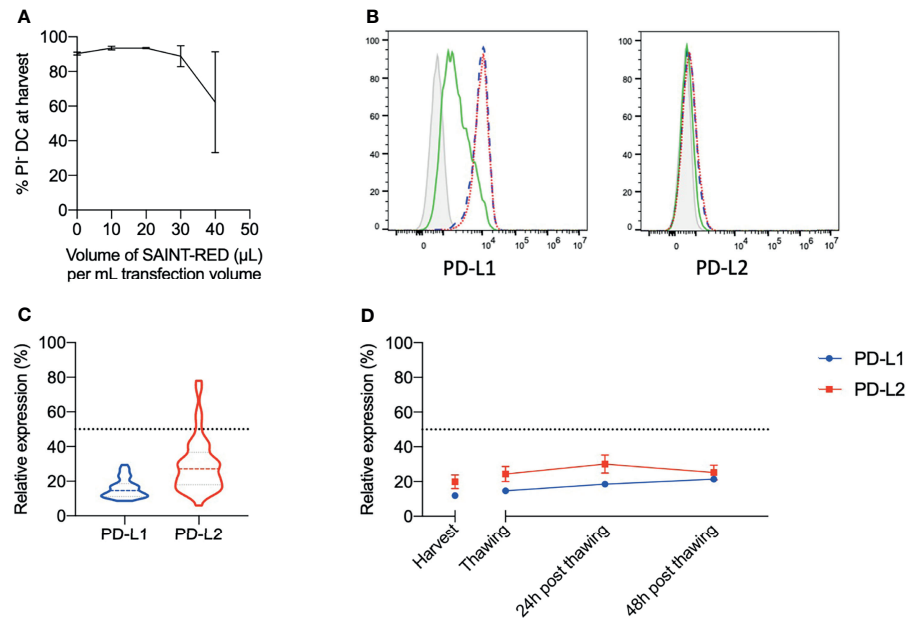 A
% PI⁻ DC at harvest
100
80
60
40
20
0
0 10 20 30 40 50
Volume of SAINT-RED (µL)
per mL transfection volume
B
100
80
60
40
20
0
0 10⁴ 10⁵ 10⁶ 10⁷
PD-L1
100
80
60
40
20
0
0 10⁴ 10⁵ 10⁶ 10⁷
PD-L2
C
Relative expression (%)
100
80
60
40
20
0
PD-L1 PD-L2
D
Relative expression (%)
100
80
60
40
20
0
Harvest
Thawing
24h post thawing
48h post thawing
PD-L1
PD-L2